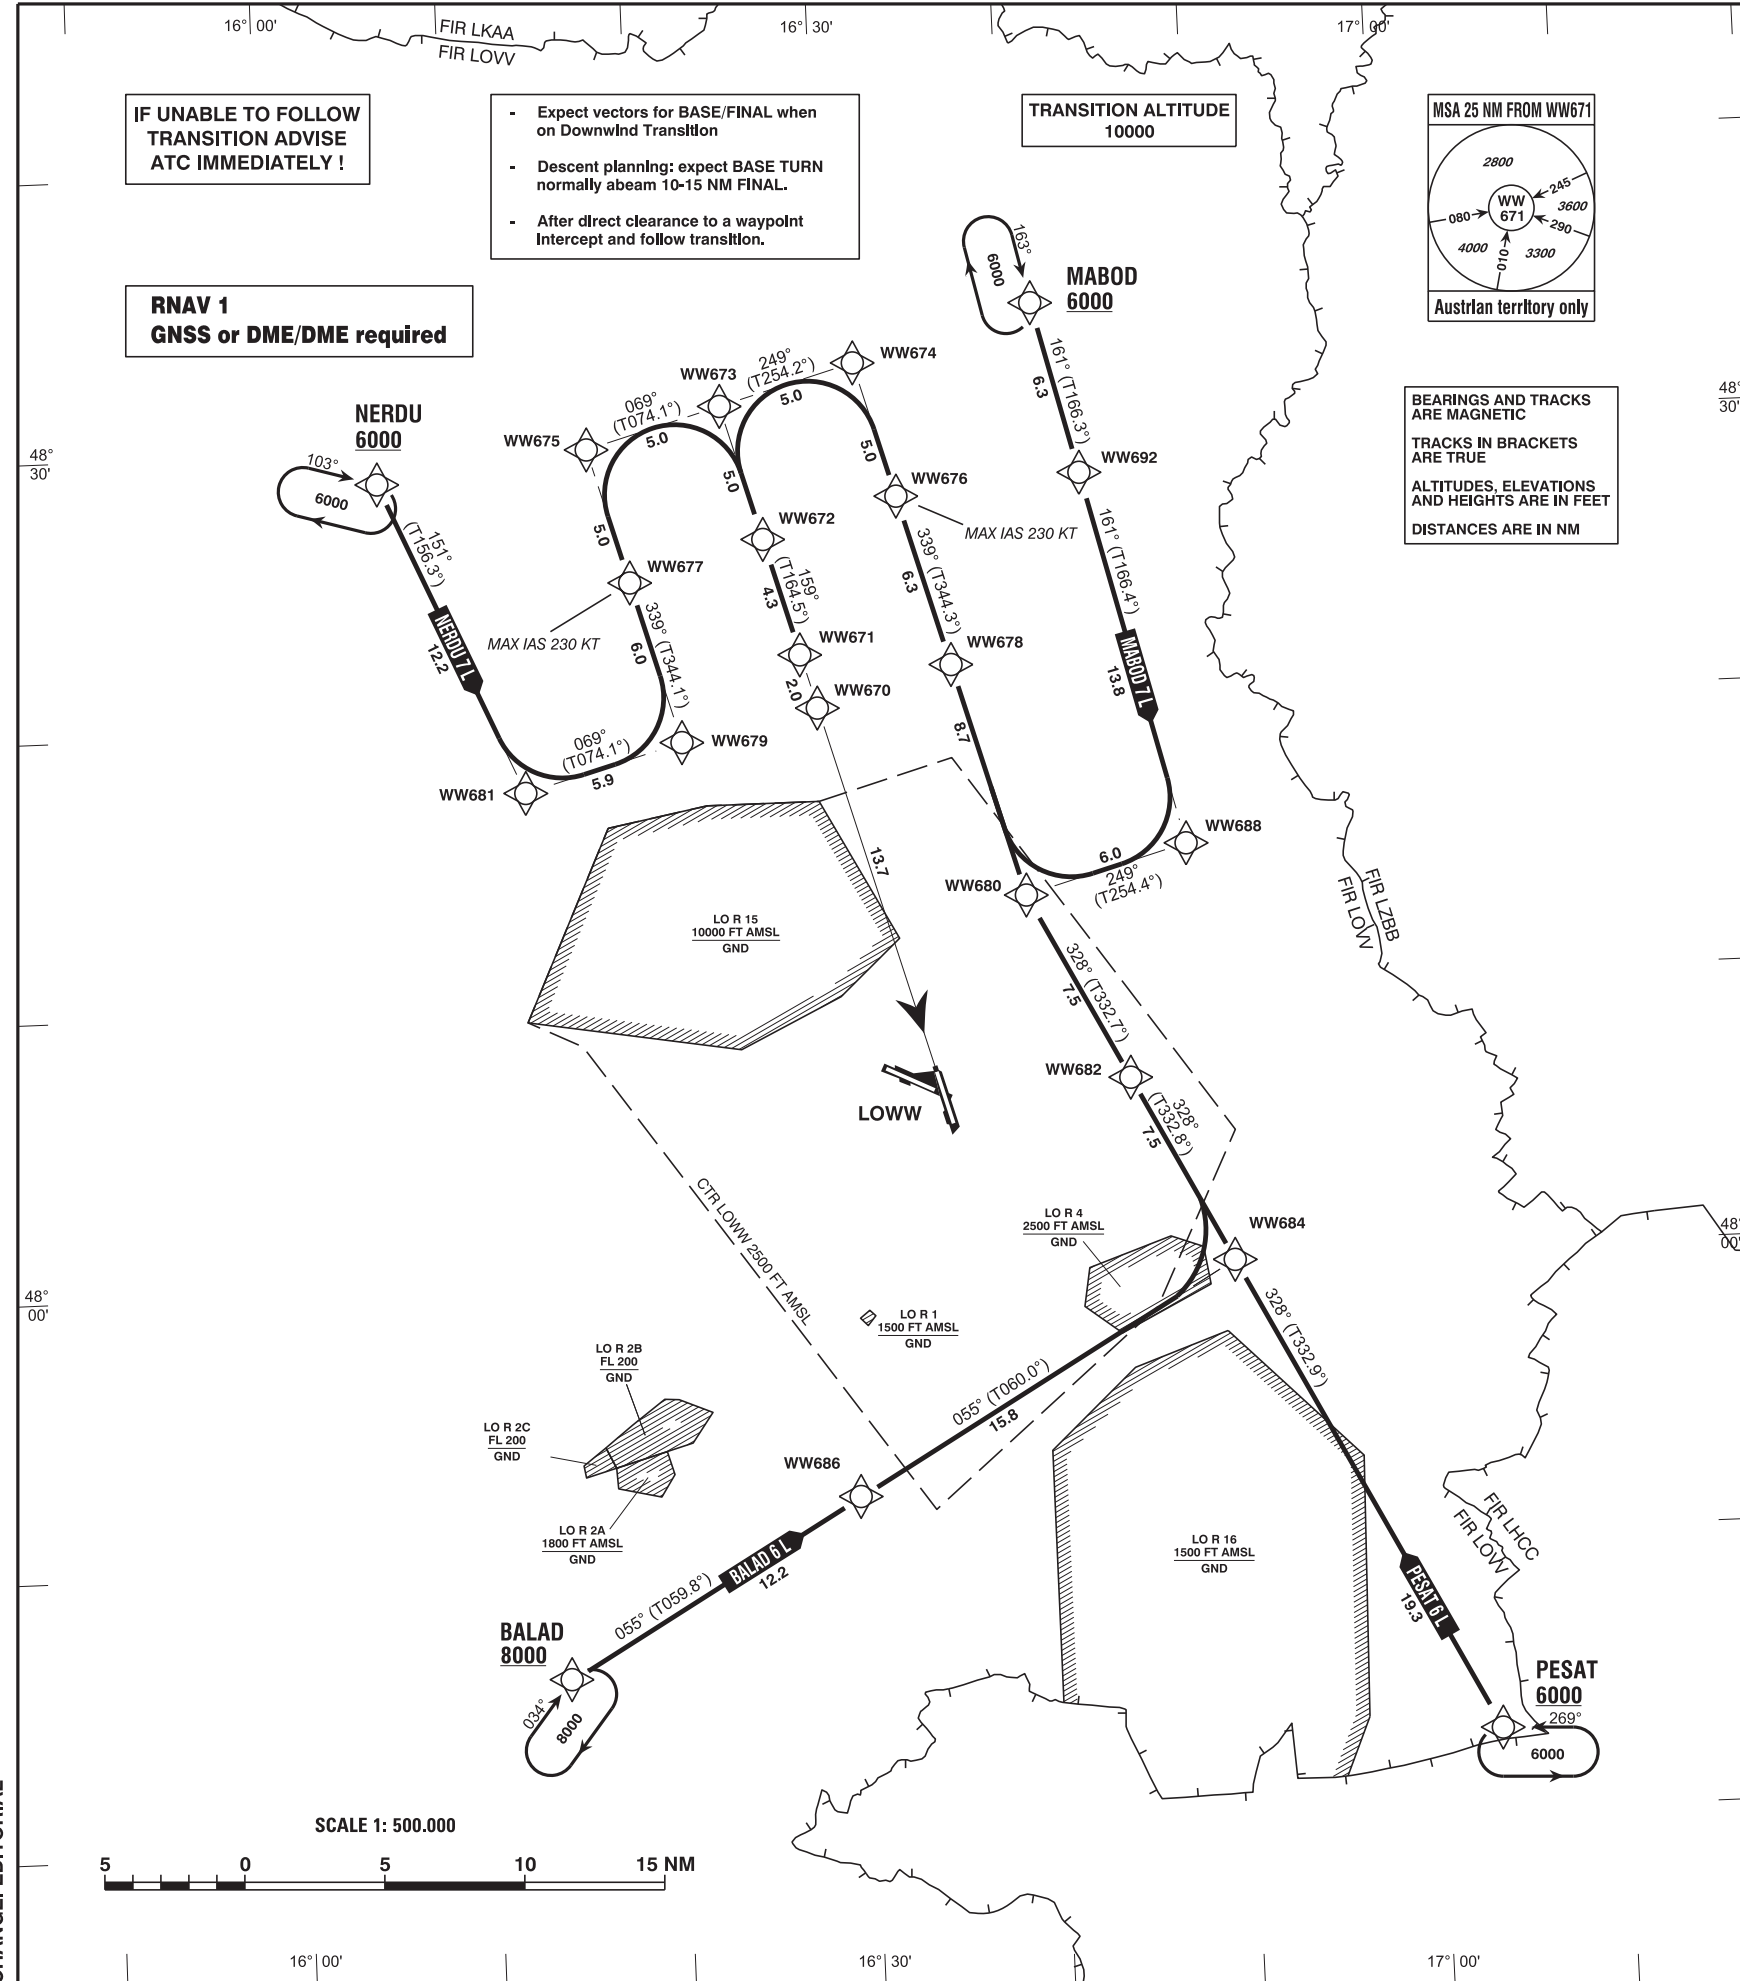 16° 00'
16° 30'
17° 00'
FIR LKAA
FIR LOVV
IF UNABLE TO FOLLOW
TRANSITION ADVISE
ATC IMMEDIATELY !
- Expect vectors for BASE/FINAL when
on Downwind Transition
- Descent planning: expect BASE TURN
normally abeam 10-15 NM FINAL.
- After direct clearance to a waypoint
intercept and follow transition.
TRANSITION ALTITUDE
10000
MSA 25 NM FROM WW671
2800
245
3600
WW
671
080
290
4000
010
3300
Austrian territory only
RNAV 1
GNSS or DME/DME required
163°
6000
MABOD
6000
BEARINGS AND TRACKS
ARE MAGNETIC
TRACKS IN BRACKETS
ARE TRUE
ALTITUDES, ELEVATIONS
AND HEIGHTS ARE IN FEET
DISTANCES ARE IN NM
48°
30'
48°
30'
NERDU
6000
103°
6000
151°
(T156.3°)
NERDU 7 L
12.2
WW675
069°
(T074.1°)
5.0
WW673
249°
(T254.2°)
5.0
WW674
5.0
5.0
5.0
WW676
MAX IAS 230 KT
WW672
WW677
MAX IAS 230 KT
339° (T344.1°)
6.0
159°
(T164.5°)
4.3
WW671
2.0
WW670
339° (T344.3°)
6.3
WW678
8.7
161° (T166.3°)
6.3
WW692
161° (T166.4°)
MABOD 7 L
13.8
069°
(T074.1°)
5.9
WW679
WW681
13.7
WW688
6.0
249°
(T254.4°)
WW680
LO R 15
10000 FT AMSL
GND
FIR LZBB
FIR LOVV
328° (T332.7°)
7.5
WW682
LOWW
328°
(T332.8°)
7.5
CTR LOWW 2500 FT AMSL
LO R 4
2500 FT AMSL
GND
WW684
48°
00'
48°
00'
LO R 1
1500 FT AMSL
GND
328° (T332.9°)
LO R 2B
FL 200
GND
LO R 2C
FL 200
GND
LO R 2A
1800 FT AMSL
GND
055° (T060.0°)
15.8
WW686
LO R 16
1500 FT AMSL
GND
FIR LHCC
FIR LOVV
BALAD 6 L
12.2
055° (T059.8°)
PESAT 6 L
19.3
BALAD
8000
034°
8000
PESAT
6000
269°
6000
SCALE 1: 500.000
5 0 5 10 15 NM
16° 00'
16° 30'
17° 00'